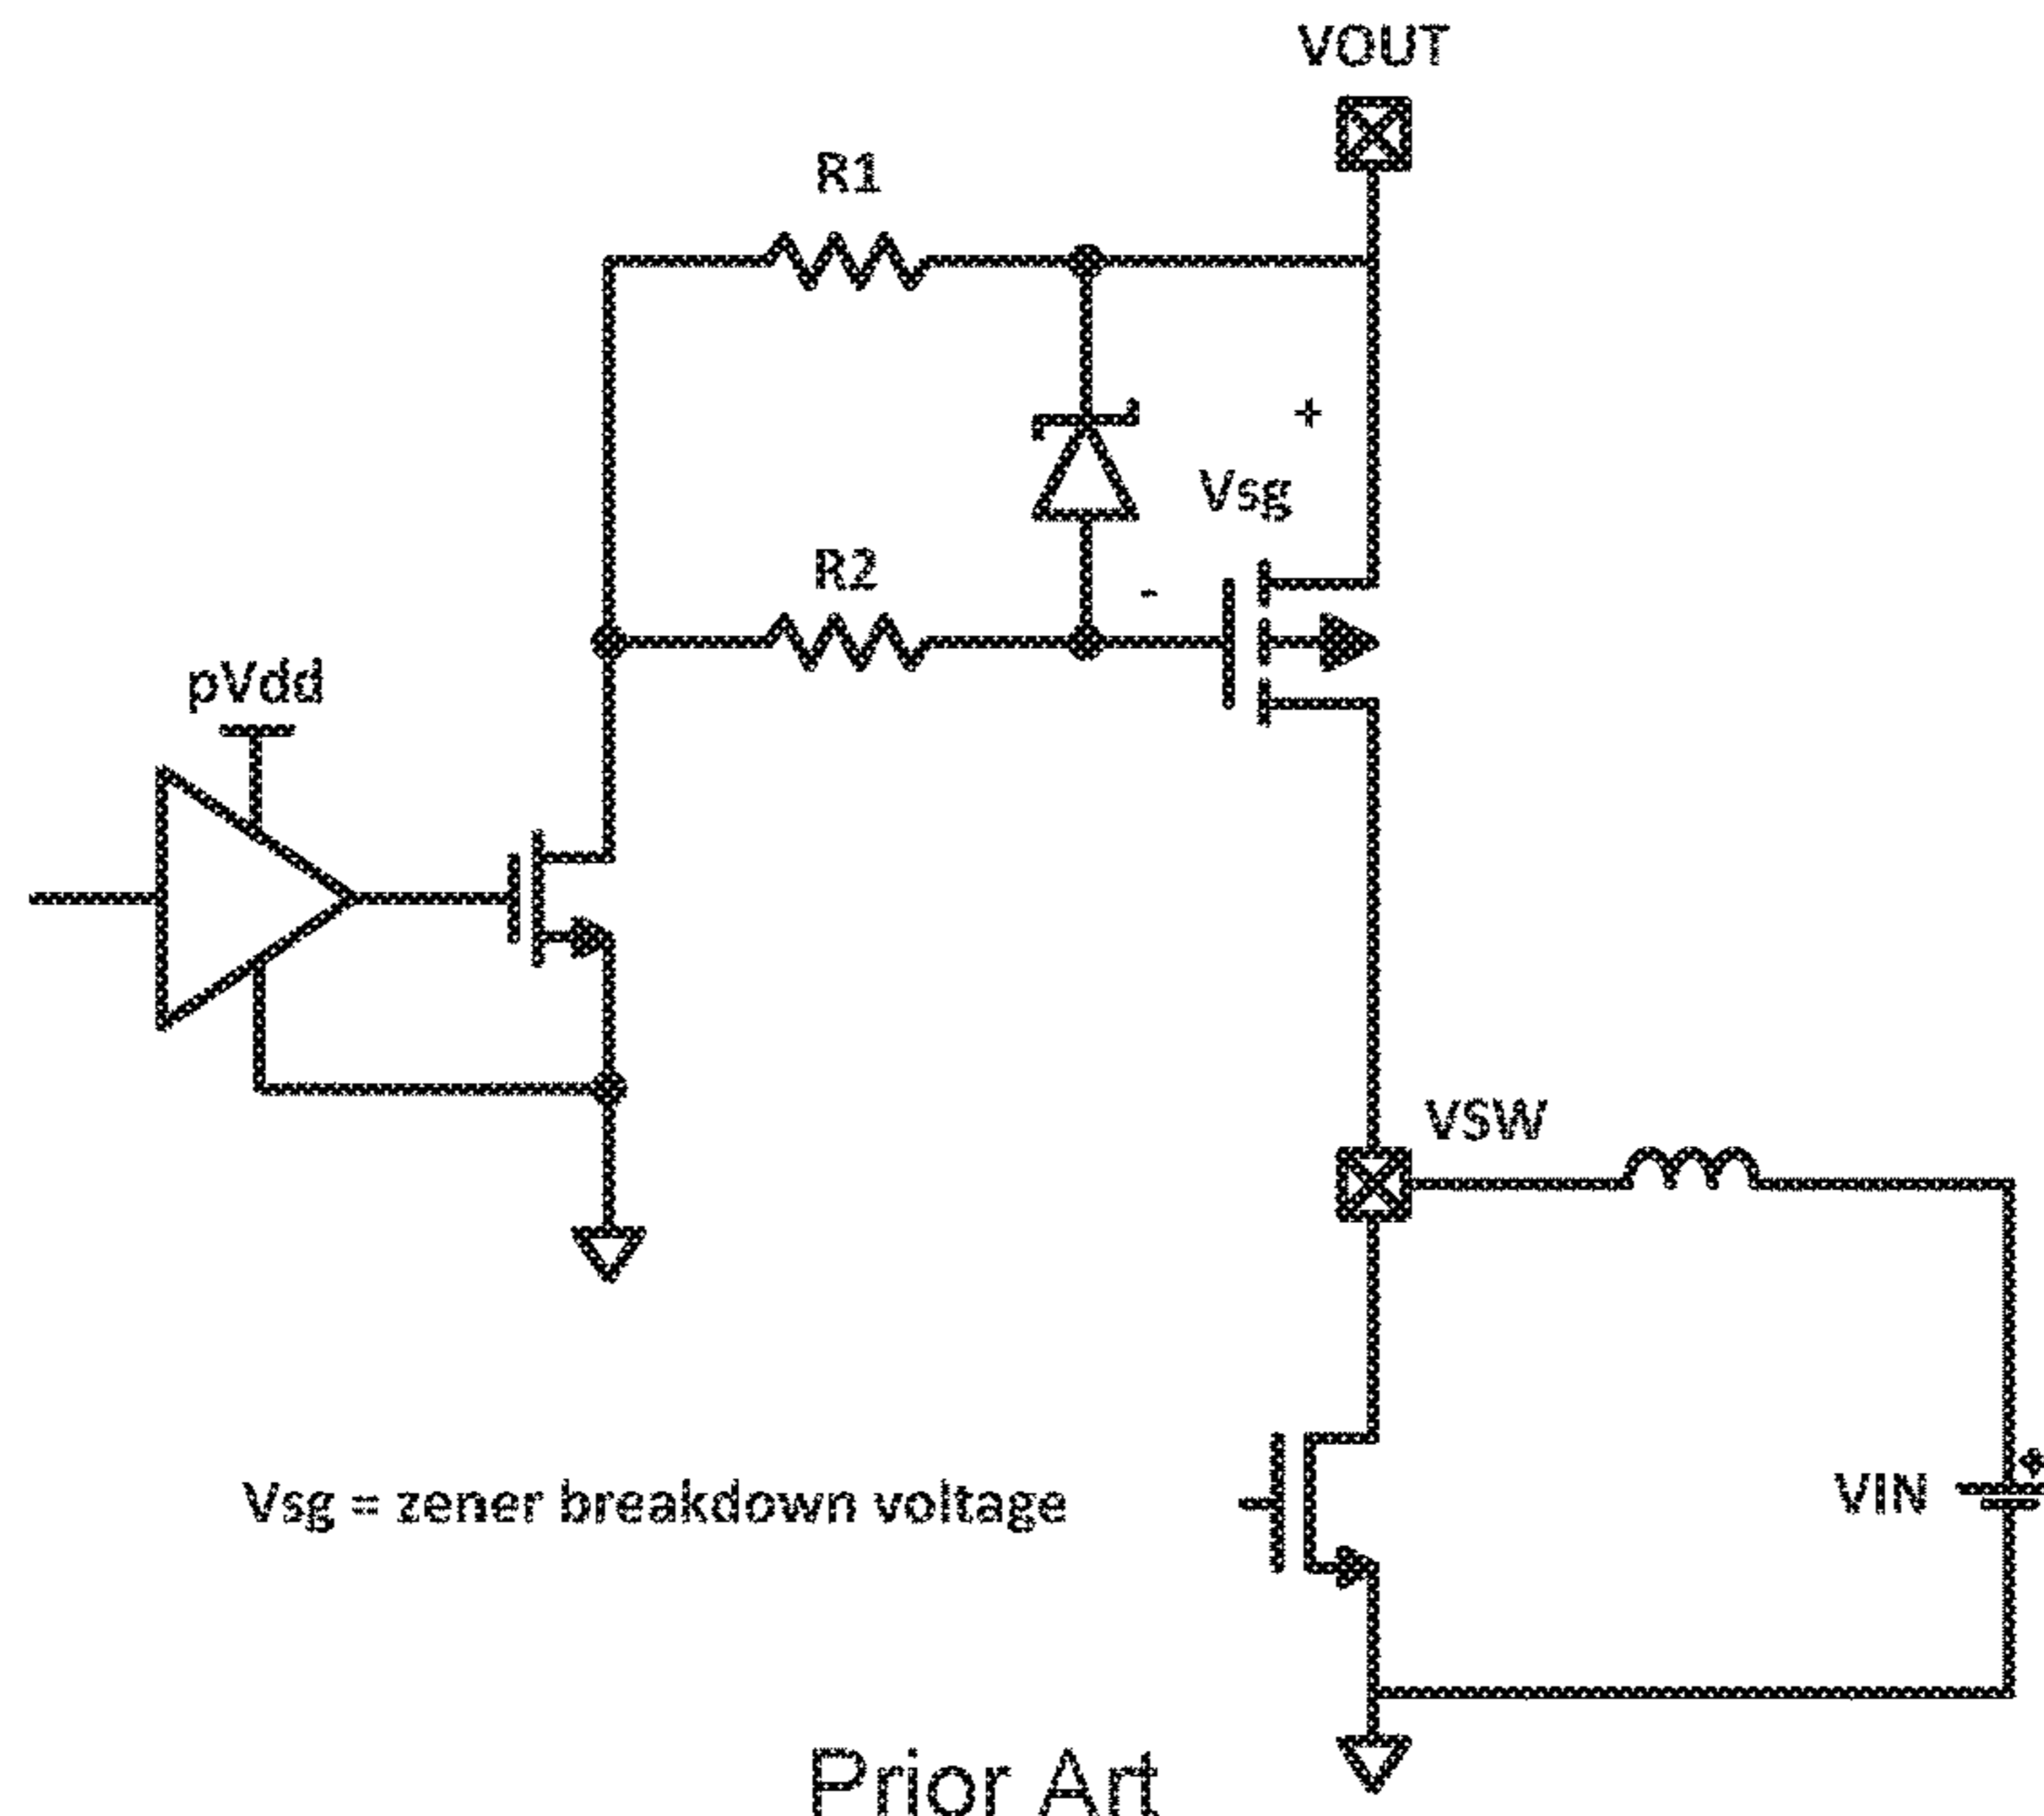 VOUT
R1
+
Vsg
R2
-
pVdd
VSW
Vsg = zener breakdown voltage
VIN
+
Prior Art